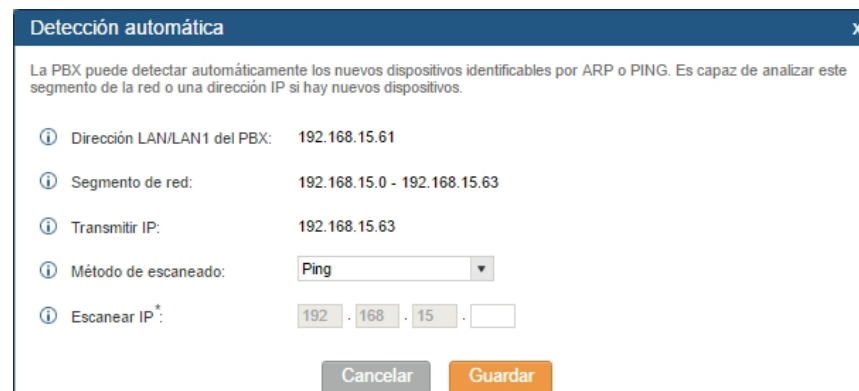 Detección automática x
La PBX puede detectar automáticamente los nuevos dispositivos identificables por ARP o PING. Es capaz de analizar este
segmento de la red o una dirección IP si hay nuevos dispositivos.
Dirección LAN/LAN1 del PBX: 192.168.15.61
Segmento de red: 192.168.15.0 - 192.168.15.63
Transmitir IP: 192.168.15.63
Método de escaneado: Ping
Escanear IP*: 192 . 168 . 15 .
Cancelar Guardar